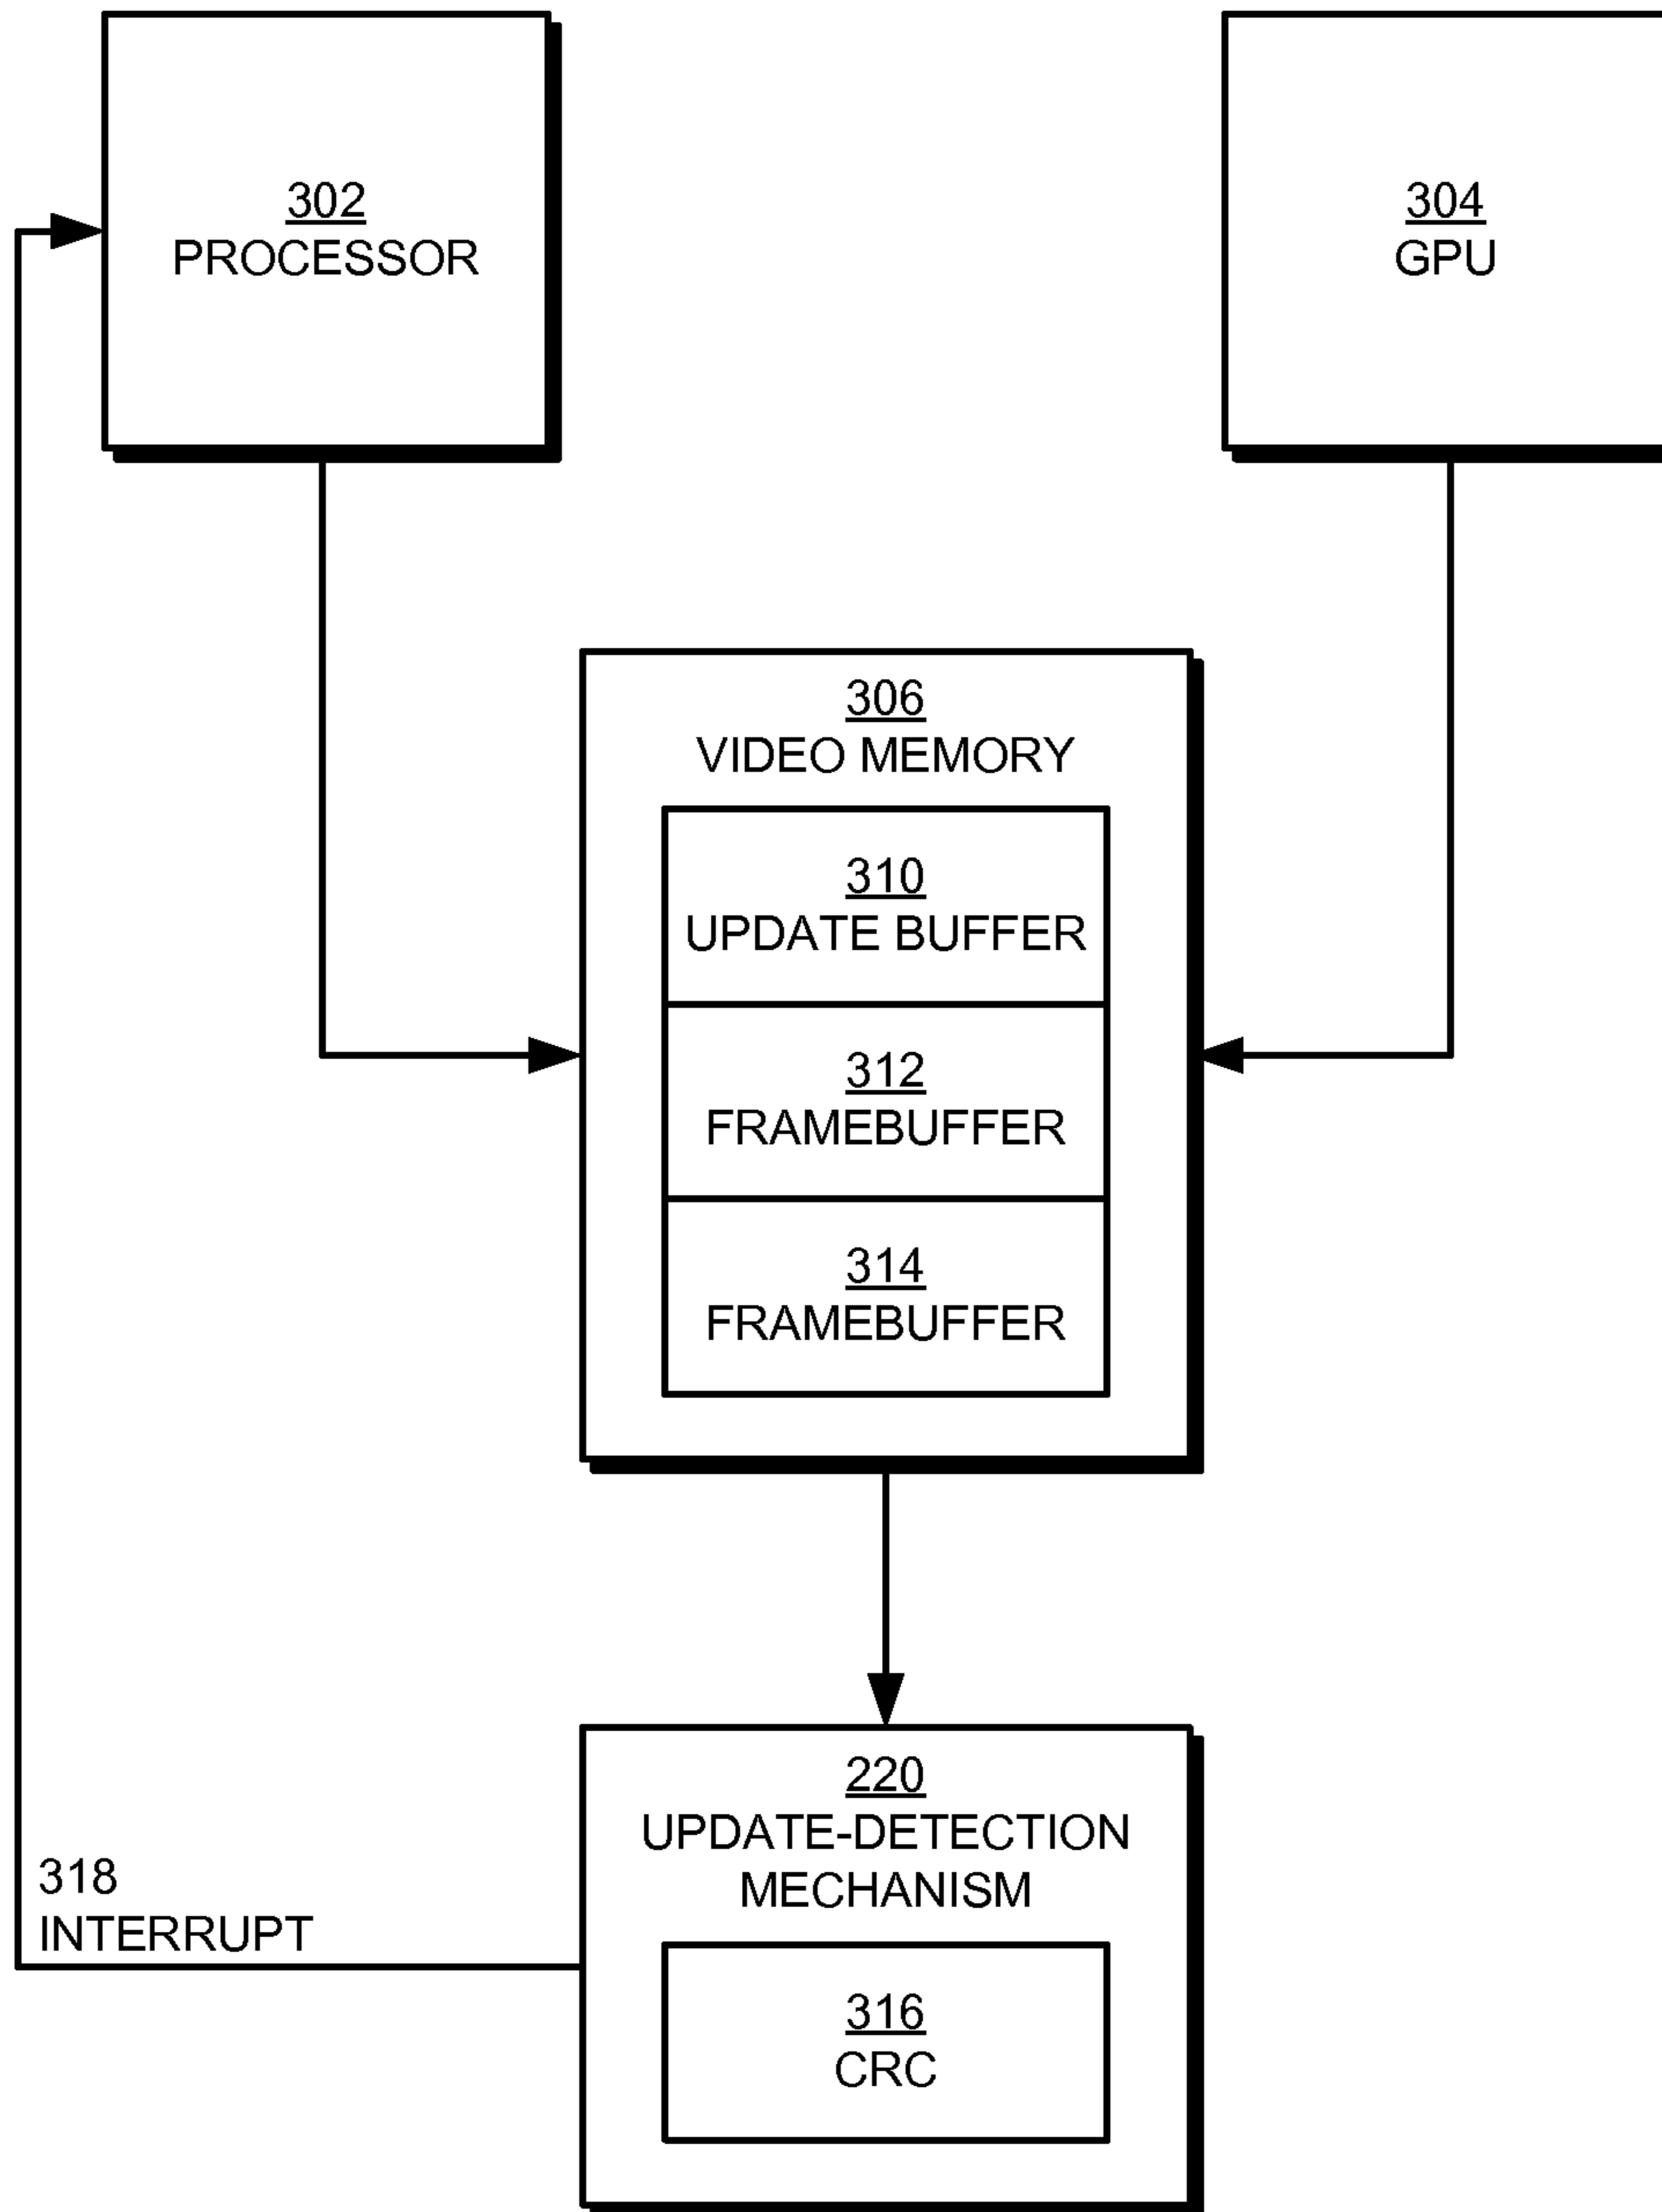 302
PROCESSOR
304
GPU
306
VIDEO MEMORY
310
UPDATE BUFFER
312
FRAMEBUFFER
314
FRAMEBUFFER
220
UPDATE-DETECTION
MECHANISM
318
INTERRUPT
316
CRC